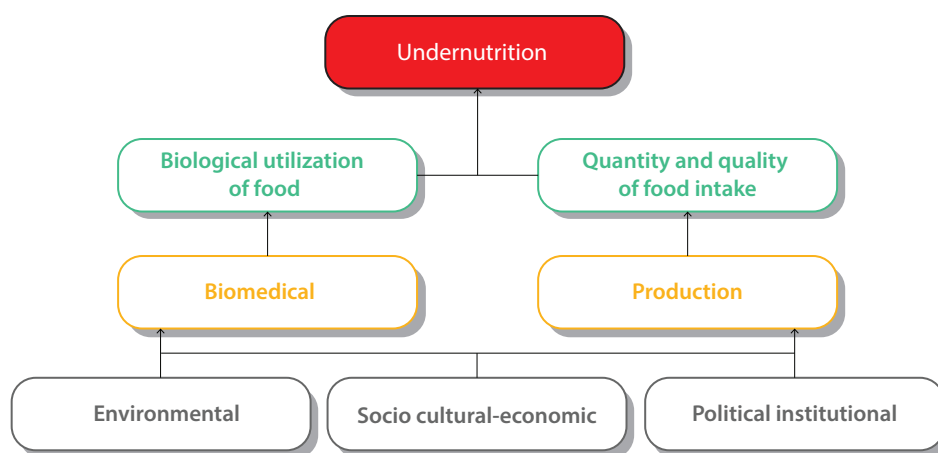 Undernutrition
Biological utilization
of food
Quantity and quality
of food intake
Biomedical
Production
Environmental
Socio cultural-economic
Political institutional